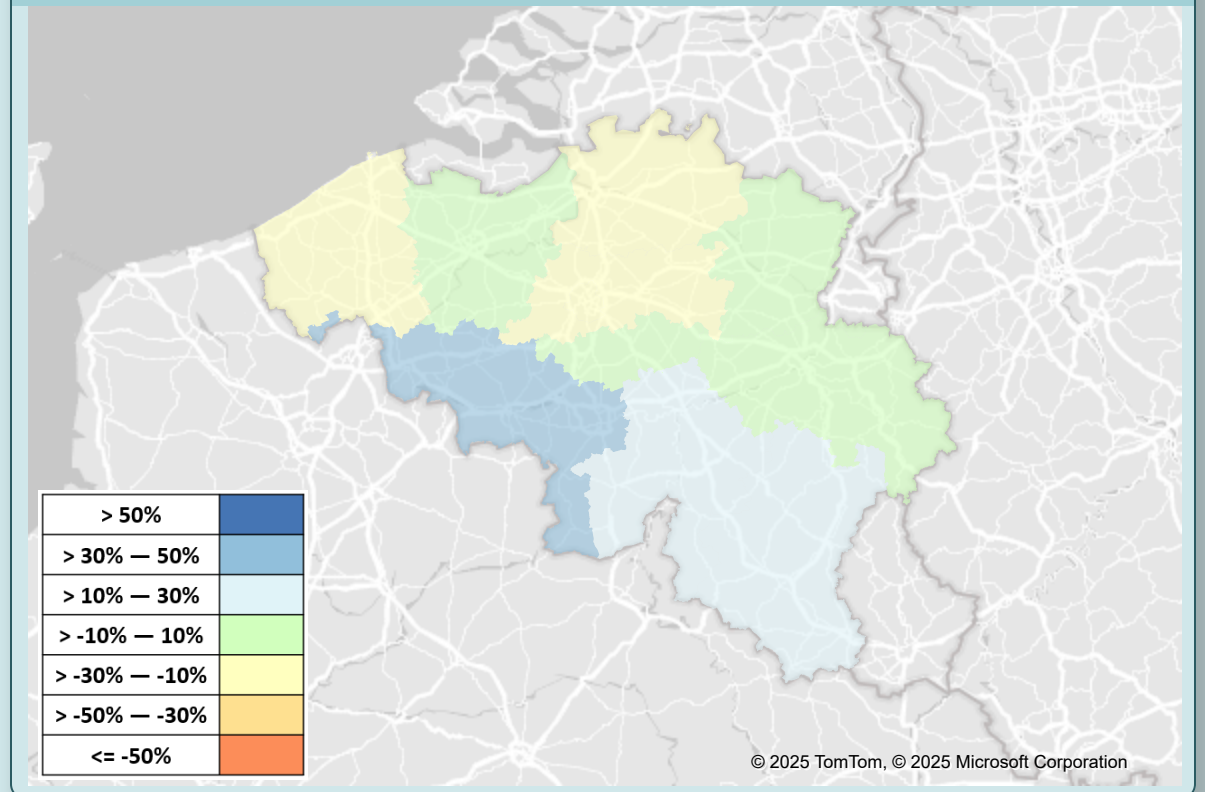 > 50%
> 30% — 50%
> 10% — 30%
> -10% — 10%
> -30% — -10%
> -50% — -30%
<= -50%
© 2025 TomTom, © 2025 Microsoft Corporation